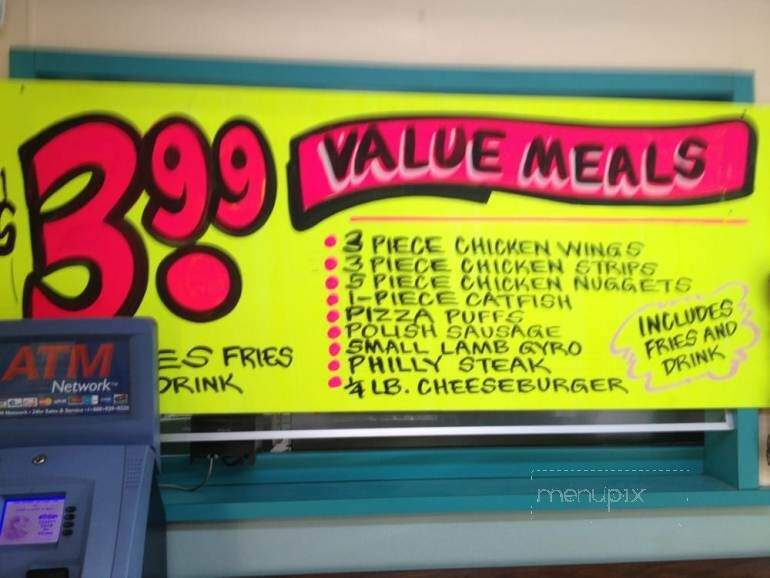 3.99
VALUE MEALS
3 PIECE CHICKEN WINGS
3 PIECE CHICKEN STRIPS
5 PIECE CHICKEN NUGGETS
1-PIECE CATFISH
PIZZA PUFFS
POLISH SAUSAGE
SMALL LAMB GYRO
PHILLY STEAK
1/4 LB. CHEESEBURGER
INCLUDES
FRIES AND
DRINK
ES FRIES
DRINK
ATM
Network
menupix